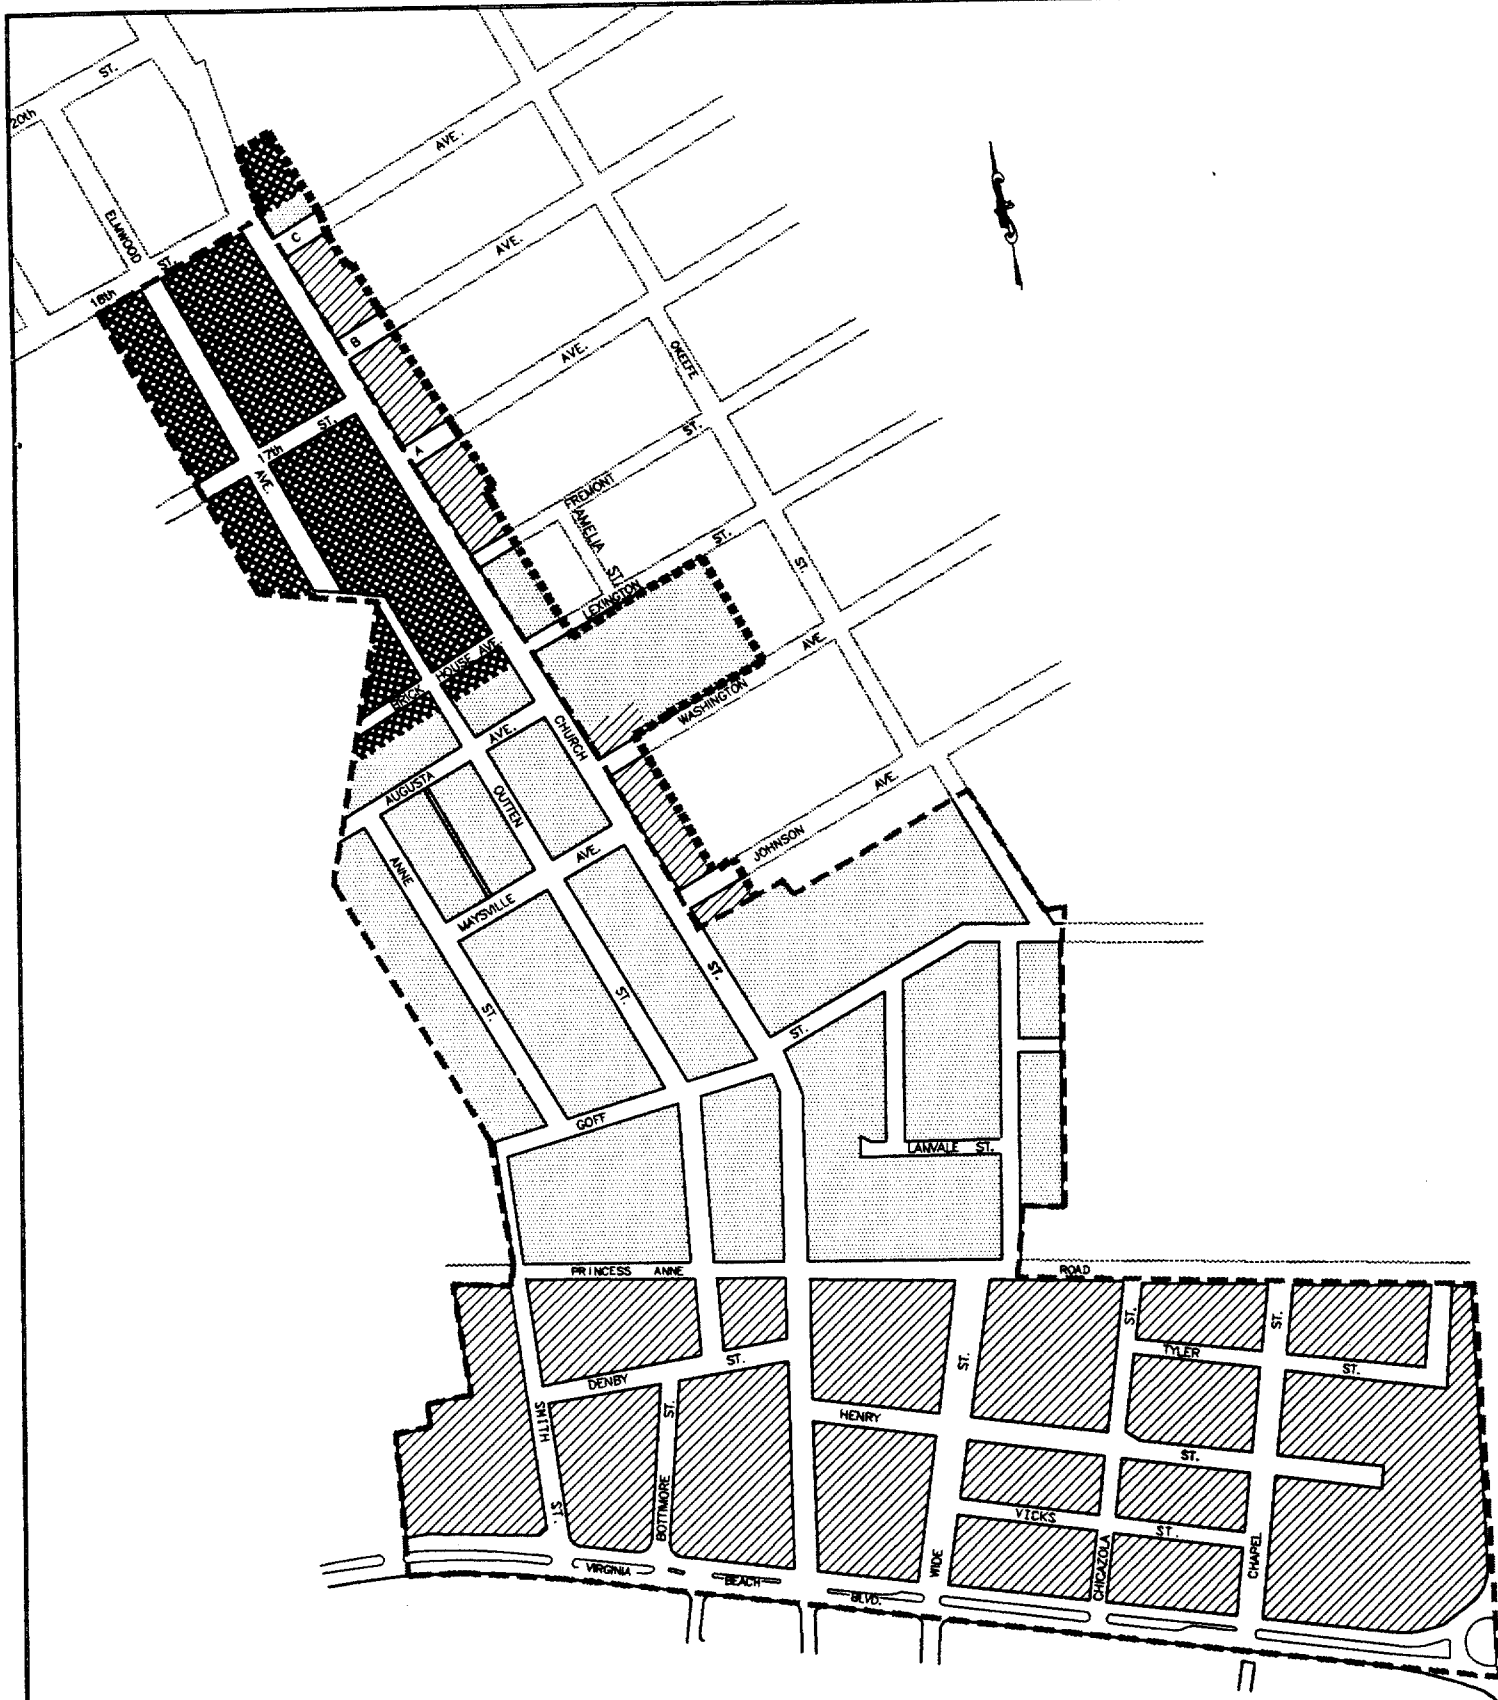 20th
ST.
AVE.
ELMWOOD
ST.
C
AVE.
18th
B
AVE.
OKEEFE
ST.
17th
ST.
AVE.
A
FREMONT
AMELIA
ST.
ST.
ST.
LEXINGTON
BRICK HOUSE AVE.
AVE.
WASHINGTON
AVE.
CHURCH
AUGUSTA
OUTTEN
AVE.
JOHNSON
AVE.
ANNE
MAYSVILLE
ST.
ST.
ST.
ST.
GOFF
LANVALE ST.
PRINCESS ANNE
ROAD
ST.
ST.
ST.
DENBY
ST.
TYLER
ST.
SMITH
ST.
HENRY
ST.
BOTTIMORE
ST.
VICKS
ST.
VIRGINIA
BEACH
BLVD.
WIDE
CHICAZOLA
CHAPEL